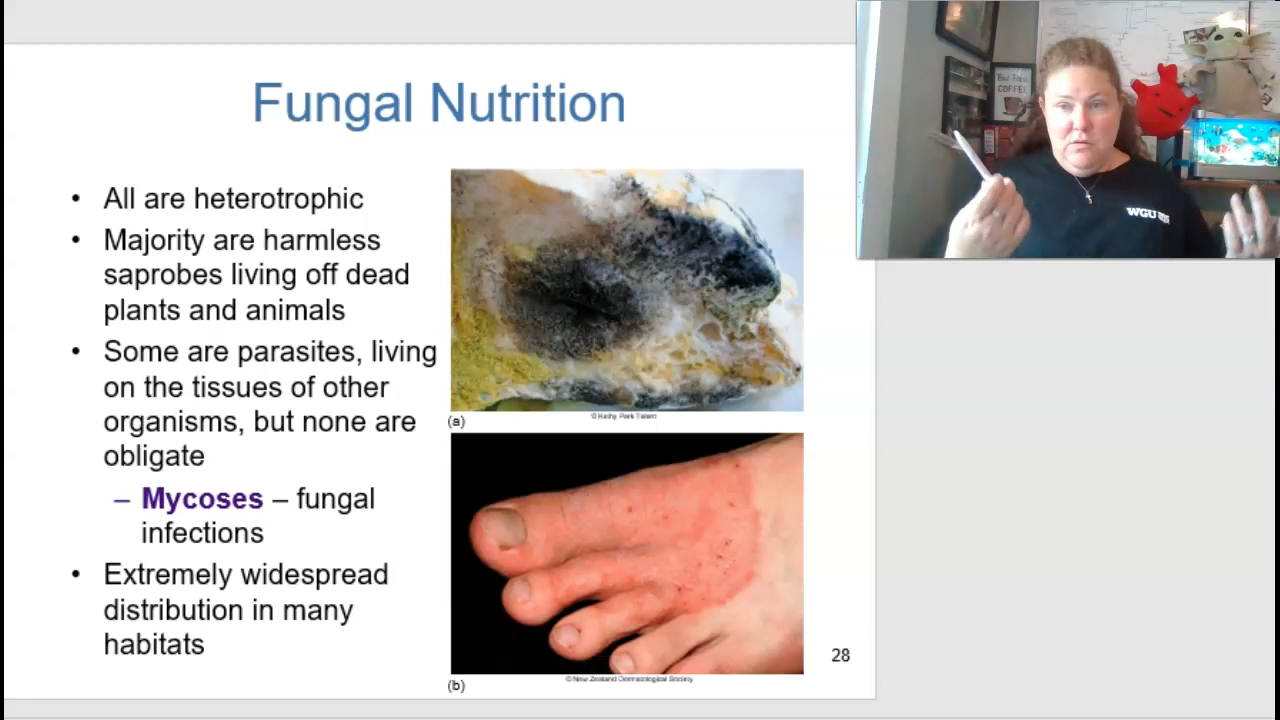 Fungal Nutrition
• All are heterotrophic
• Majority are harmless
saprobes living off dead
plants and animals
• Some are parasites, living
on the tissues of other
organisms, but none are
obligate
– Mycoses – fungal
infections
• Extremely widespread
distribution in many
habitats
(a)
© Kathy Park Talaro
(b)
© New Zealand Dermatological Society
28
COFFEE
WGU